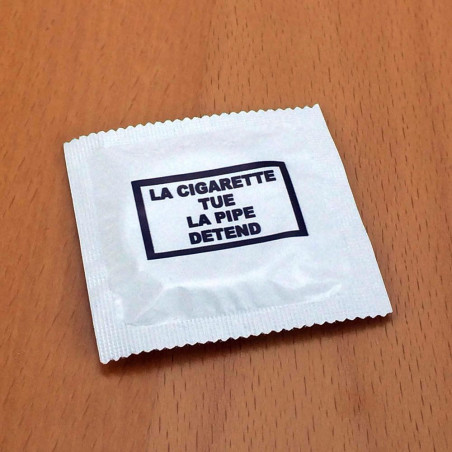 LA CIGARETTE
TUE
LA PIPE
DETEND